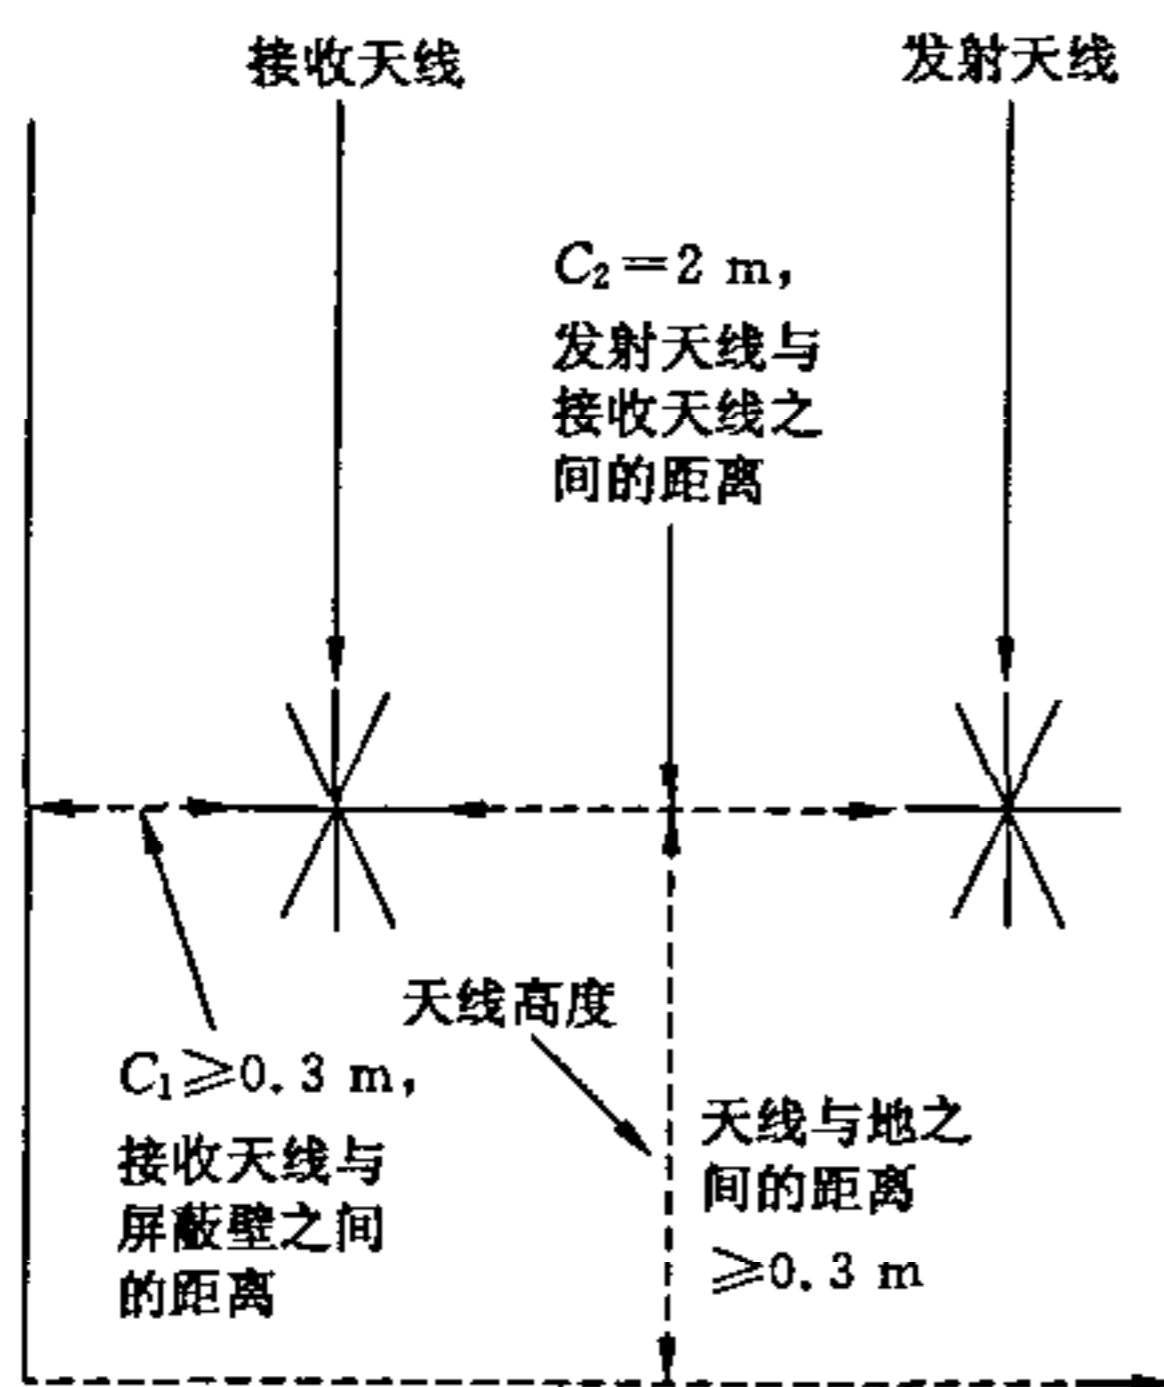 接收天线
发射天线
C₂=2 m,
发射天线与
接收天线之
间的距离
天线高度
C₁⩾0.3 m,
接收天线与
屏蔽壁之间
的距离
天线与地之
间的距离
⩾0.3 m